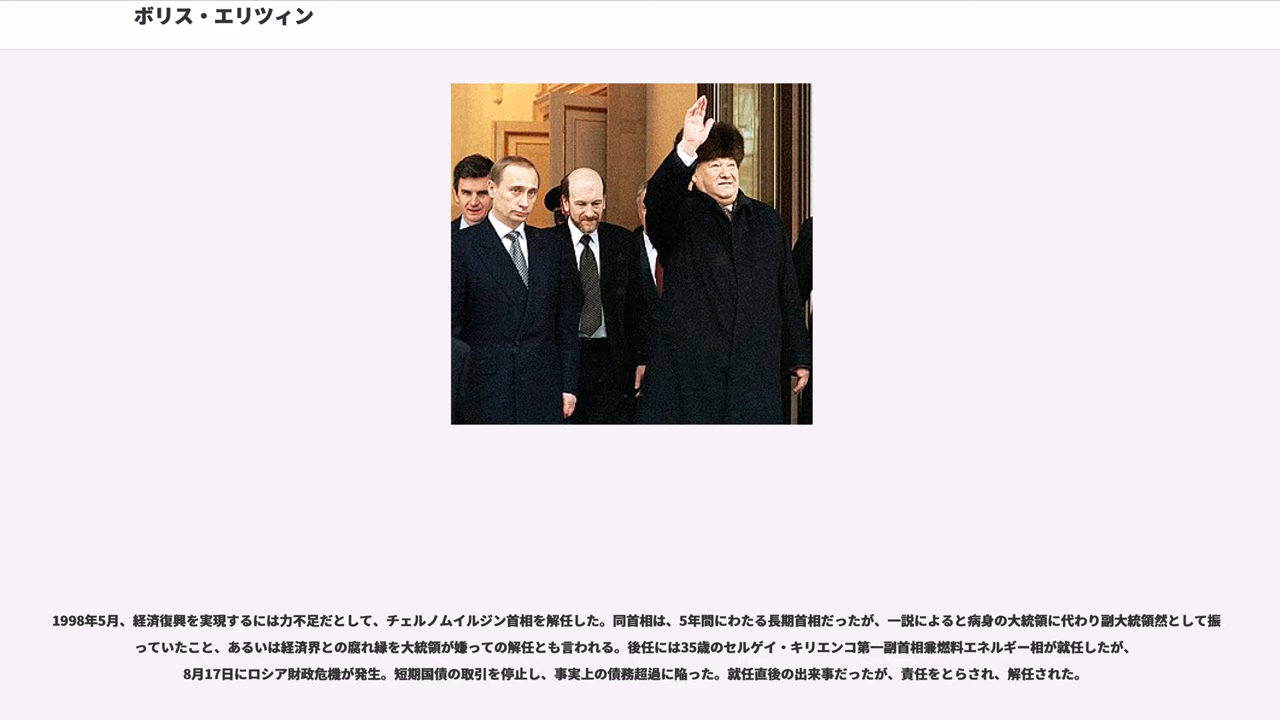 ボリス・エリツィン
1998年5月、経済復興を実現するには力不足だとして、チェルノムイルジン首相を解任した。同首相は、5年間にわたる長期首相だったが、一説によると病身の大統領に代わり副大統領然として振
っていたこと、あるいは経済界との腐れ縁を大統領が嫌っての解任とも言われる。後任には35歳のセルゲイ・キリエンコ第一副首相兼燃料エネルギー相が就任したが、
8月17日にロシア財政危機が発生。短期国債の取引を停止し、事実上の債務超過に陥った。就任直後の出来事だったが、責任をとらされ、解任された。